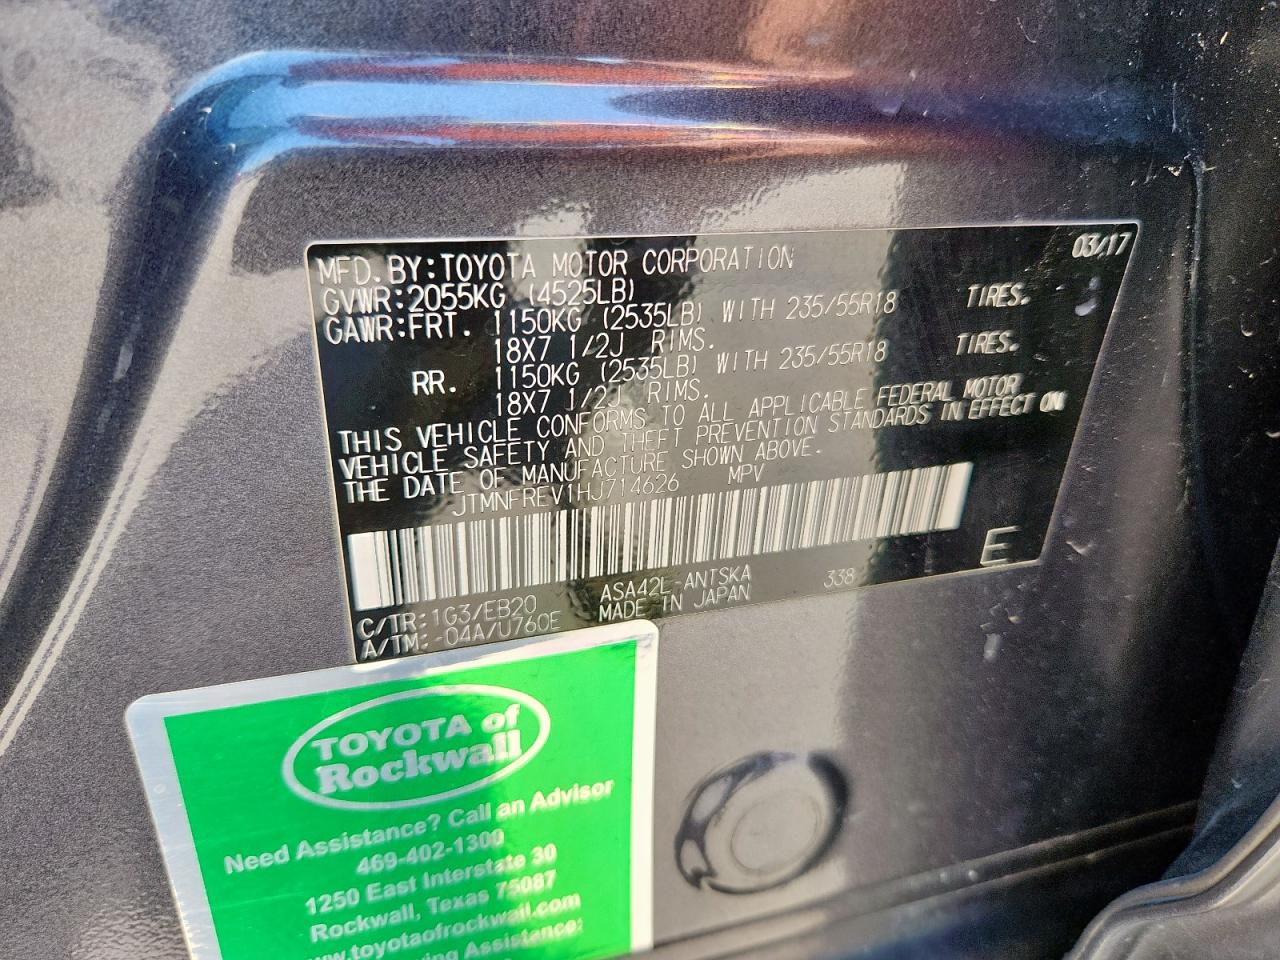 03/17
MFD. BY:TOYOTA MOTOR CORPORATION
GVWR:2055KG (4525LB)
GAWR:FRT. 1150KG (2535LB) WITH 235/55R18 TIRES.
18X7 1/2J RIMS.
RR. 1150KG (2535LB) WITH 235/55R18 TIRES.
18X7 1/2J RIMS.
THIS VEHICLE CONFORMS TO ALL APPLICABLE FEDERAL MOTOR
VEHICLE SAFETY AND THEFT PREVENTION STANDARDS IN EFFECT ON
THE DATE OF MANUFACTURE SHOWN ABOVE.
JTMNFREV1HJ714626 MPV
E
C/TR:1G3/EB20 ASA42L-ANTSKA 338
A/TM:-04A/U760E MADE IN JAPAN
TOYOTA of
Rockwall
Need Assistance? Call an Advisor
469-402-1300
1250 East Interstate 30
Rockwall, Texas 75087
www.toyotaofrockwall.com
Assistance: